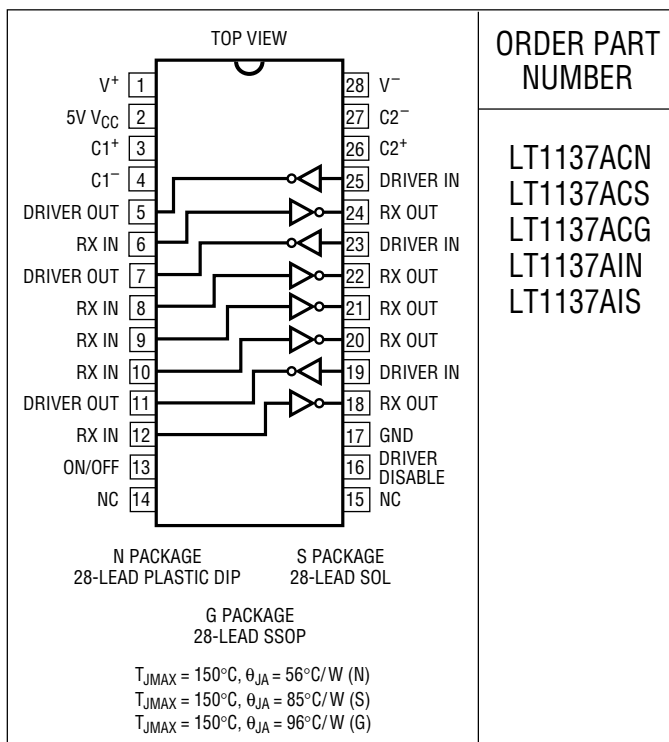 TOP VIEW
ORDER PART
NUMBER
V+ 1
28 V−
5V VCC 2
27 C2−
C1+ 3
26 C2+
C1− 4
25 DRIVER IN
DRIVER OUT 5
24 RX OUT
RX IN 6
23 DRIVER IN
DRIVER OUT 7
22 RX OUT
RX IN 8
21 RX OUT
RX IN 9
20 RX OUT
RX IN 10
19 DRIVER IN
DRIVER OUT 11
18 RX OUT
RX IN 12
17 GND
ON/OFF 13
16 DRIVER
DISABLE
NC 14
15 NC
LT1137ACN
LT1137ACS
LT1137ACG
LT1137AIN
LT1137AIS
N PACKAGE
28-LEAD PLASTIC DIP
S PACKAGE
28-LEAD SOL
G PACKAGE
28-LEAD SSOP
TJMAX = 150°C, θJA = 56°C/W (N)
TJMAX = 150°C, θJA = 85°C/W (S)
TJMAX = 150°C, θJA = 96°C/W (G)